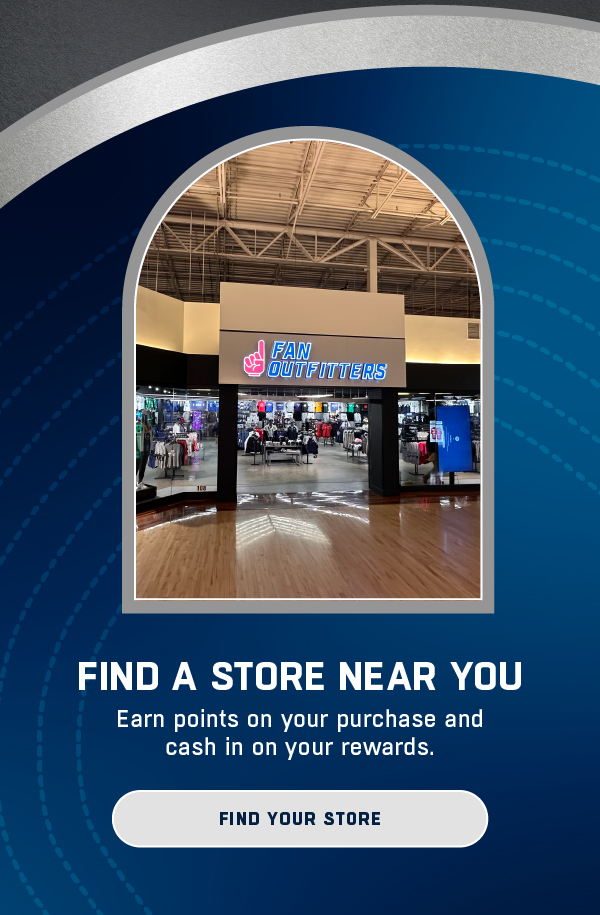 FAN
OUTFITTERS
108
FIND A STORE NEAR YOU
Earn points on your purchase and
cash in on your rewards.
FIND YOUR STORE